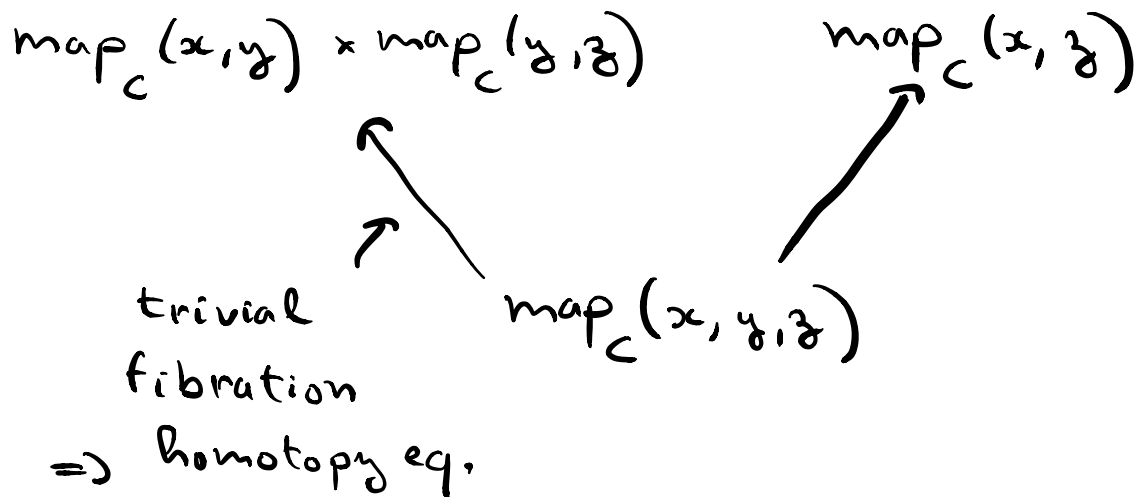 map_C (x,y) × map_C (y,z) map_C (x, z)
trivial map_C (x, y, z)
fibration
=> homotopy eq.